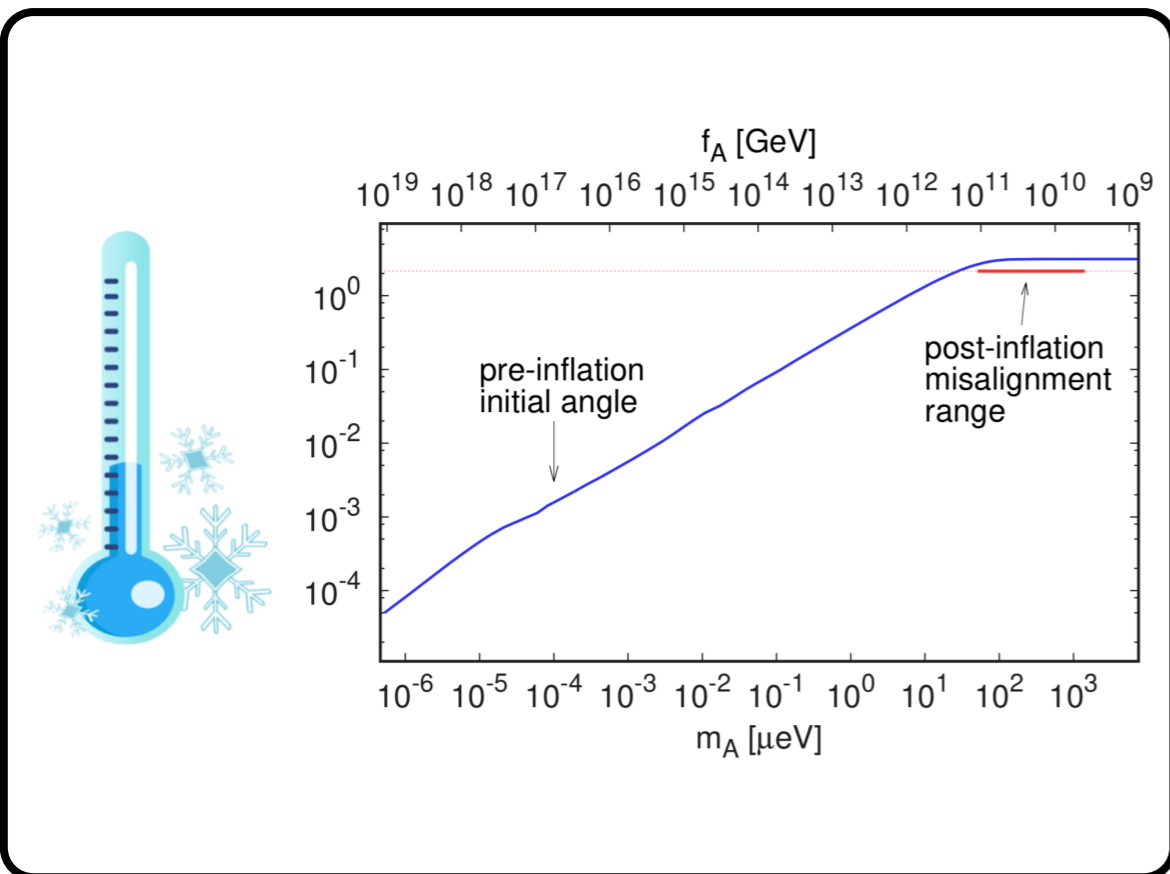 f_A [GeV]
10^19 10^18 10^17 10^16 10^15 10^14 10^13 10^12 10^11 10^10 10^9
10^0
10^-1
10^-2
10^-3
10^-4
pre-inflation
initial angle
post-inflation
misalignment
range
10^-6 10^-5 10^-4 10^-3 10^-2 10^-1 10^0 10^1 10^2 10^3
m_A [μeV]